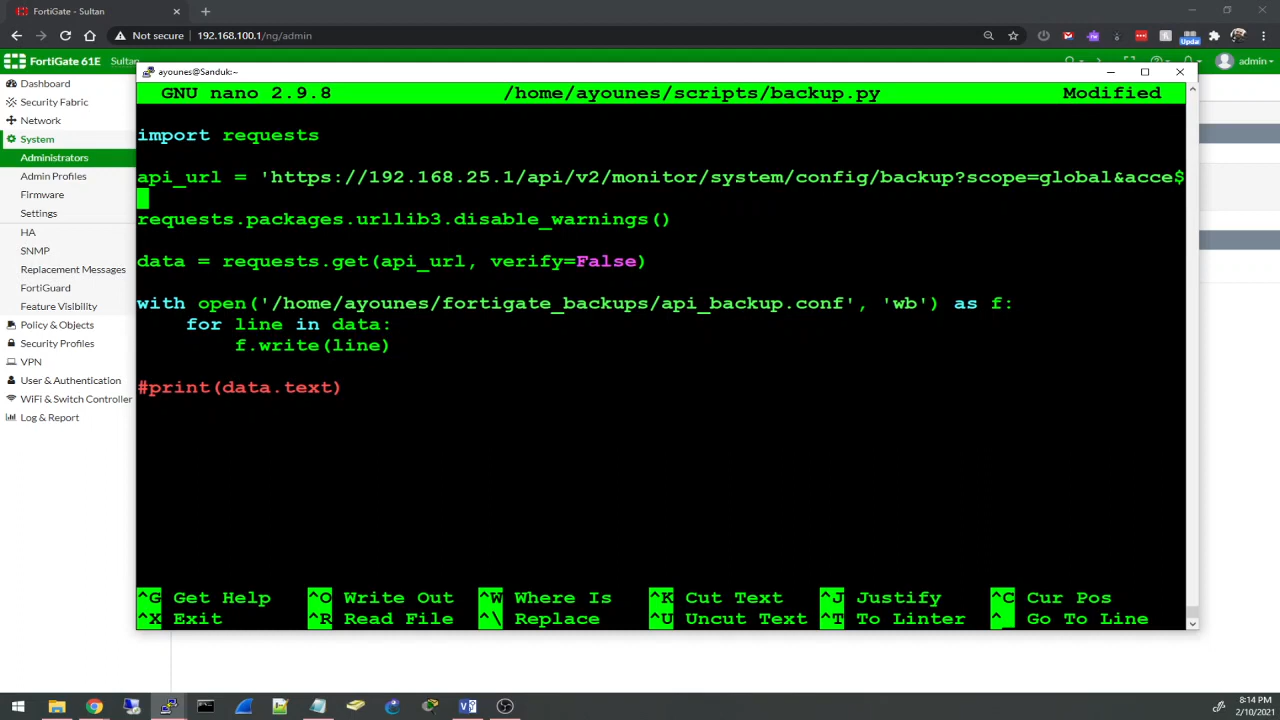 FortiGate - Sultan
Not secure 192.168.100.1/ng/admin
Upda
FortiGate 61E Sultan
admin
Dashboard
Security Fabric
Network
System
Administrators
Admin Profiles
Firmware
Settings
HA
SNMP
Replacement Messages
FortiGuard
Feature Visibility
Policy & Objects
Security Profiles
VPN
User & Authentication
WiFi & Switch Controller
Log & Report
ayounes@Sanduk:~
GNU nano 2.9.8 /home/ayounes/scripts/backup.py Modified
import requests
api_url = 'https://192.168.25.1/api/v2/monitor/system/config/backup?scope=global&acce$
requests.packages.urllib3.disable_warnings()
data = requests.get(api_url, verify=False)
with open('/home/ayounes/fortigate_backups/api_backup.conf', 'wb') as f:
for line in data:
f.write(line)
#print(data.text)
^G Get Help ^O Write Out ^W Where Is ^K Cut Text ^J Justify ^C Cur Pos
^X Exit ^R Read File ^\ Replace ^U Uncut Text ^T To Linter ^_ Go To Line
8:14 PM
2/10/2021